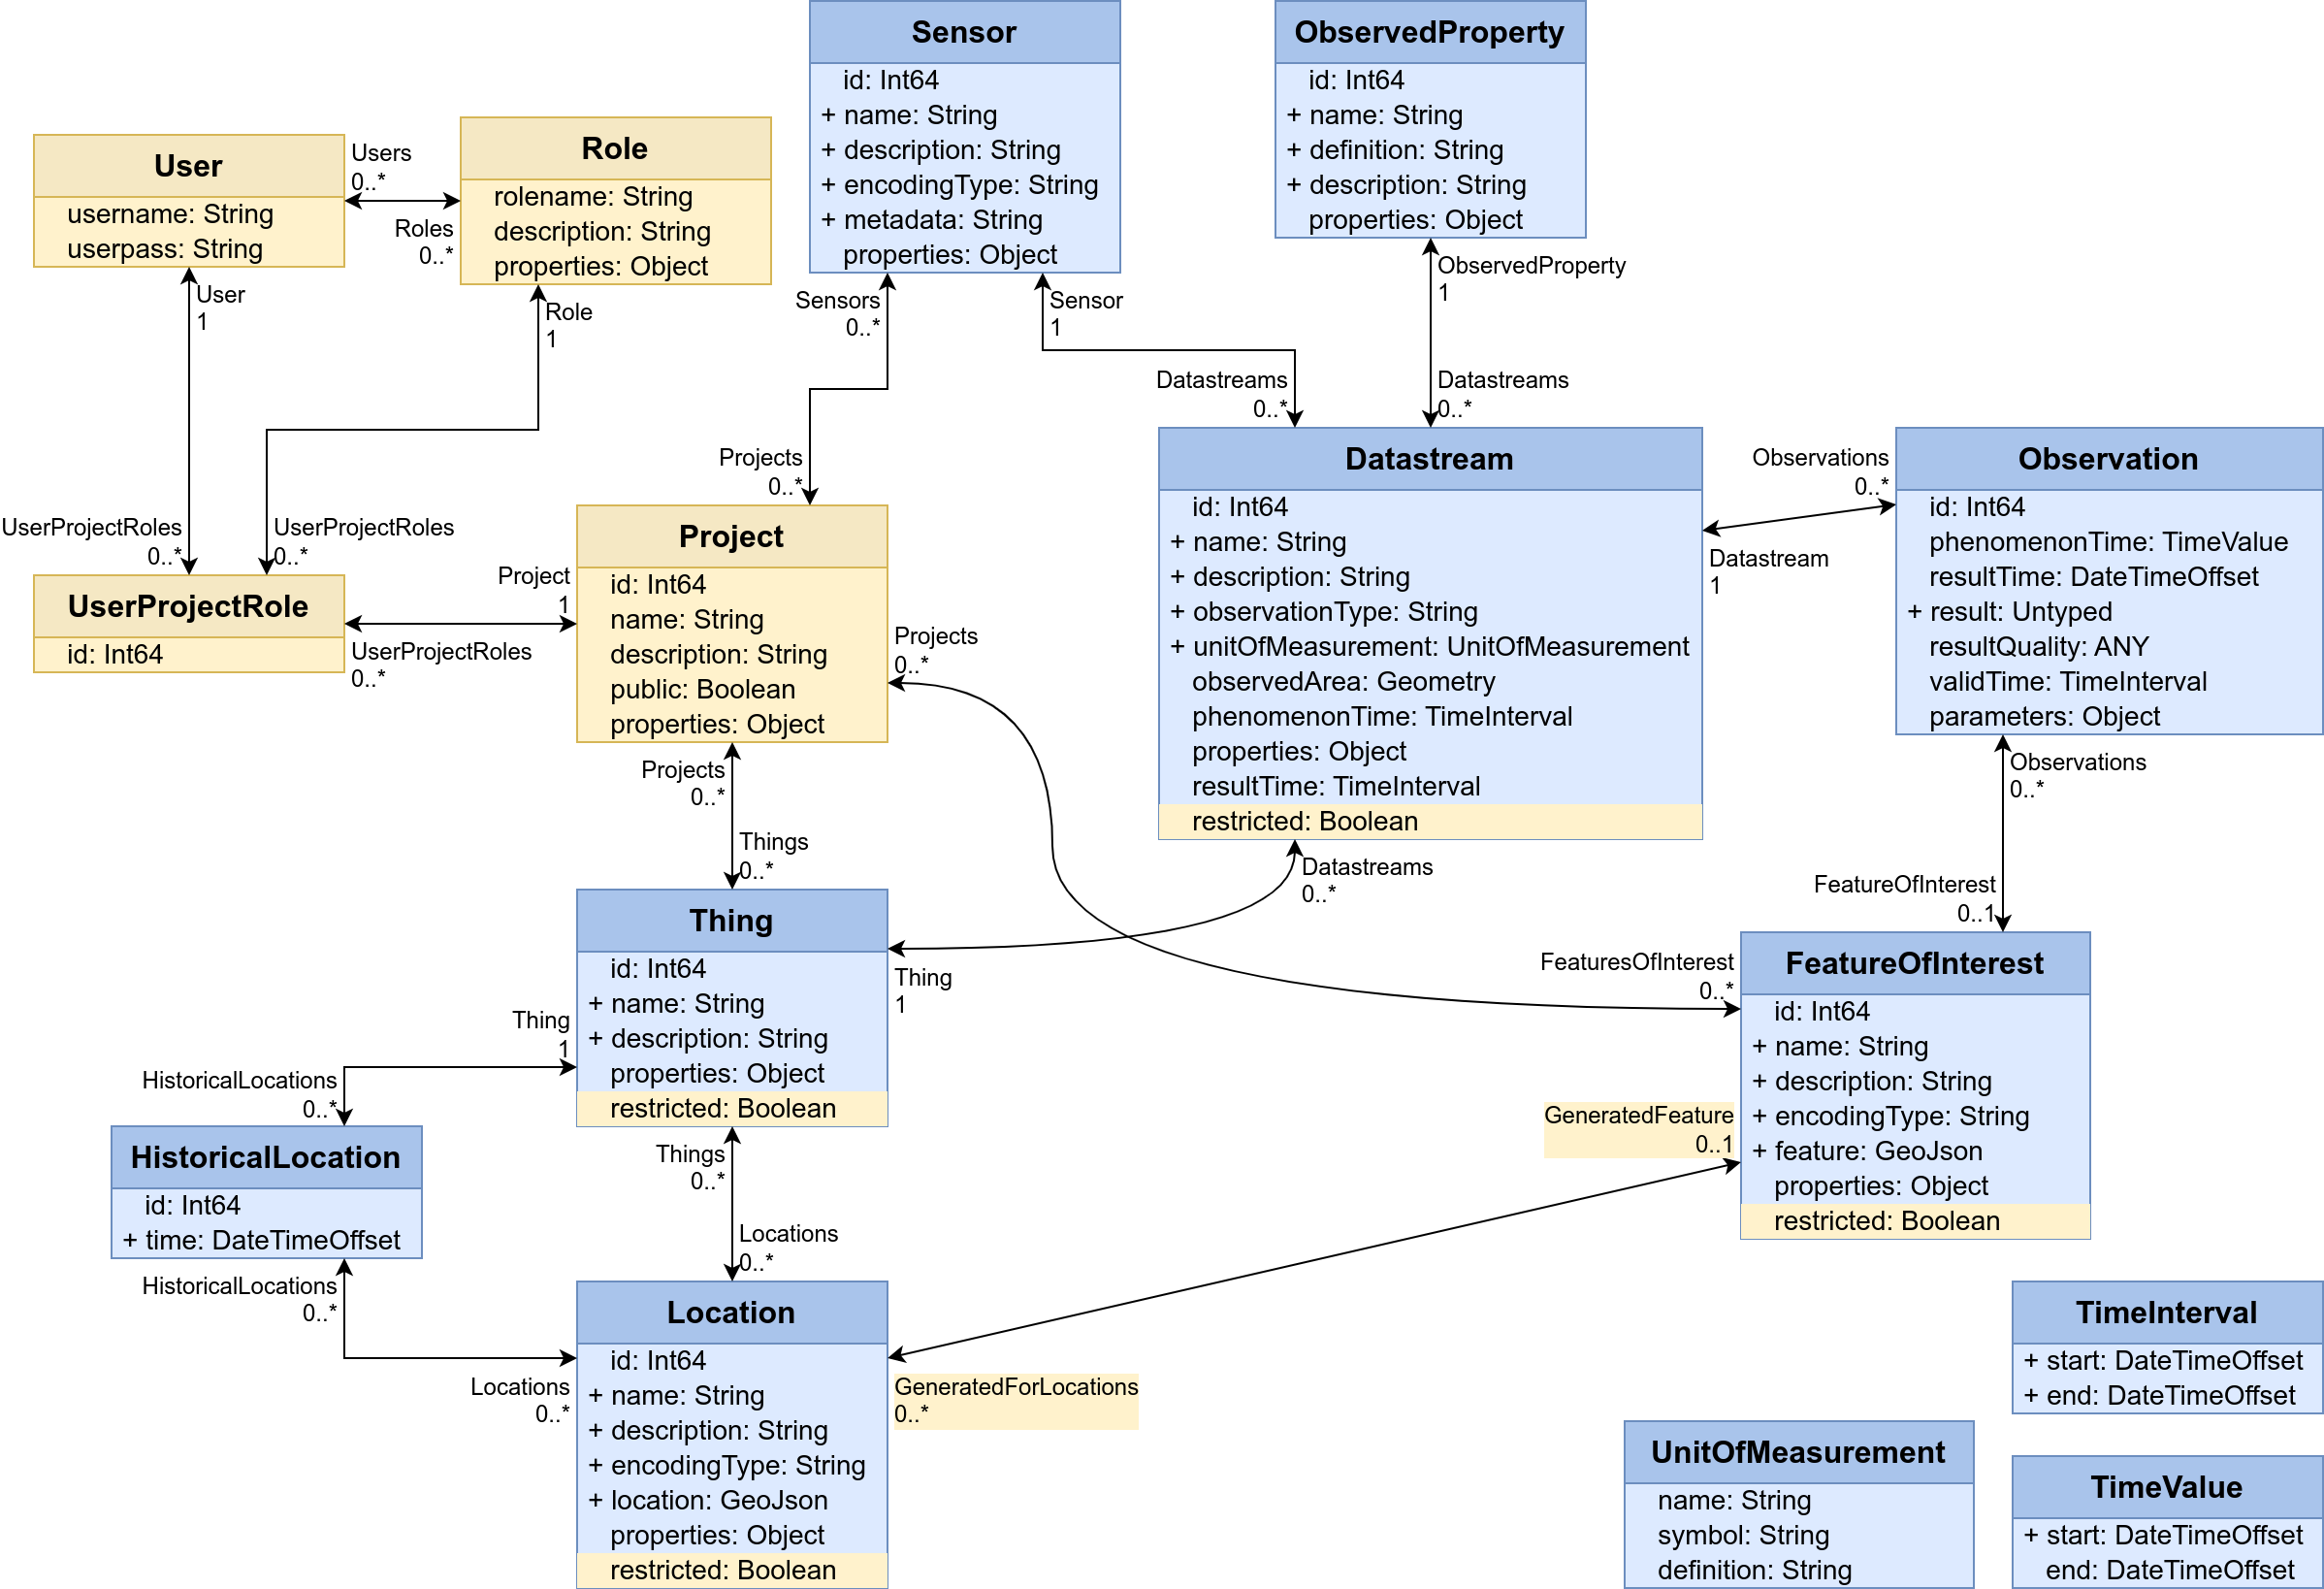 Sensor
id: Int64
+ name: String
+ description: String
+ encodingType: String
+ metadata: String
properties: Object
ObservedProperty
id: Int64
+ name: String
+ definition: String
+ description: String
properties: Object
User
username: String
userpass: String
Users
0..*
Roles
0..*
Role
rolename: String
description: String
properties: Object
User
1
Role
1
Sensors
0..*
Sensor
1
ObservedProperty
1
Datastreams
0..*
Datastreams
0..*
Projects
0..*
UserProjectRoles
0..*
UserProjectRoles
0..*
UserProjectRole
id: Int64
Project
1
UserProjectRoles
0..*
Project
id: Int64
name: String
description: String
public: Boolean
properties: Object
Projects
0..*
Datastream
id: Int64
+ name: String
+ description: String
+ observationType: String
+ unitOfMeasurement: UnitOfMeasurement
observedArea: Geometry
phenomenonTime: TimeInterval
properties: Object
resultTime: TimeInterval
restricted: Boolean
Observations
0..*
Datastream
1
Observation
id: Int64
phenomenonTime: TimeValue
resultTime: DateTimeOffset
+ result: Untyped
resultQuality: ANY
validTime: TimeInterval
parameters: Object
Projects
0..*
Things
0..*
Datastreams
0..*
Observations
0..*
FeatureOfInterest
0..1
Thing
id: Int64
+ name: String
+ description: String
properties: Object
restricted: Boolean
Thing
1
FeaturesOfInterest
0..*
FeatureOfInterest
id: Int64
+ name: String
+ description: String
+ encodingType: String
+ feature: GeoJson
properties: Object
restricted: Boolean
Thing
1
HistoricalLocations
0..*
HistoricalLocation
id: Int64
+ time: DateTimeOffset
HistoricalLocations
0..*
Things
0..*
Locations
0..*
GeneratedFeature
0..1
Locations
0..*
Location
id: Int64
+ name: String
+ description: String
+ encodingType: String
+ location: GeoJson
properties: Object
restricted: Boolean
GeneratedForLocations
0..*
TimeInterval
+ start: DateTimeOffset
+ end: DateTimeOffset
UnitOfMeasurement
name: String
symbol: String
definition: String
TimeValue
+ start: DateTimeOffset
end: DateTimeOffset